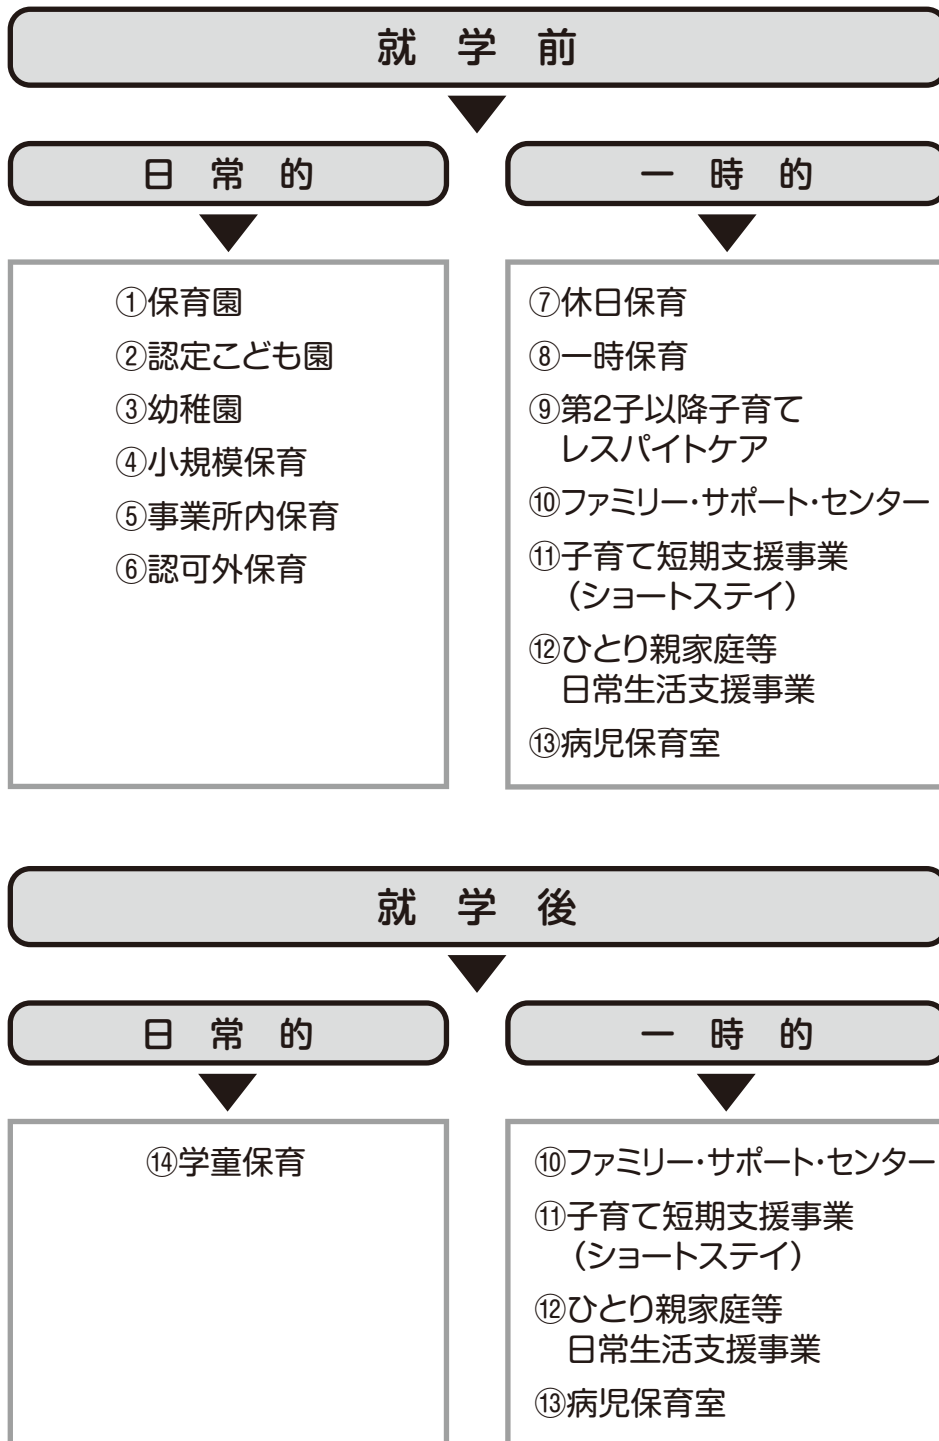 就学前
日常的
①保育園
②認定こども園
③幼稚園
④小規模保育
⑤事業所内保育
⑥認可外保育
一時的
⑦休日保育
⑧一時保育
⑨第2子以降子育て
レスパイトケア
⑩ファミリー・サポート・センター
⑪子育て短期支援事業
（ショートステイ）
⑫ひとり親家庭等
日常生活支援事業
⑬病児保育室
就学後
日常的
⑭学童保育
一時的
⑩ファミリー・サポート・センター
⑪子育て短期支援事業
（ショートステイ）
⑫ひとり親家庭等
日常生活支援事業
⑬病児保育室